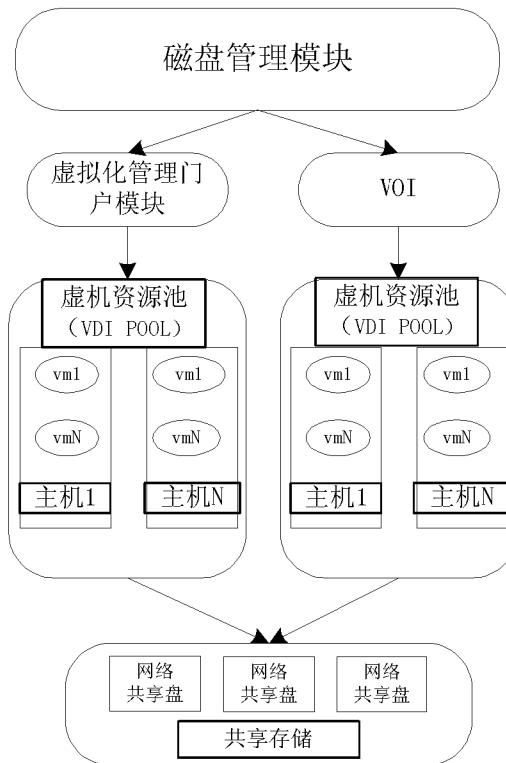 磁盘管理模块
虚拟化管理门
户模块
VOI
虚机资源池
（VDI POOL）
虚机资源池
（VDI POOL）
vm1
vm1
vm1
vm1
vmN
vmN
vmN
vmN
主机1
主机N
主机1
主机N
网络
共享盘
网络
共享盘
网络
共享盘
共享存储